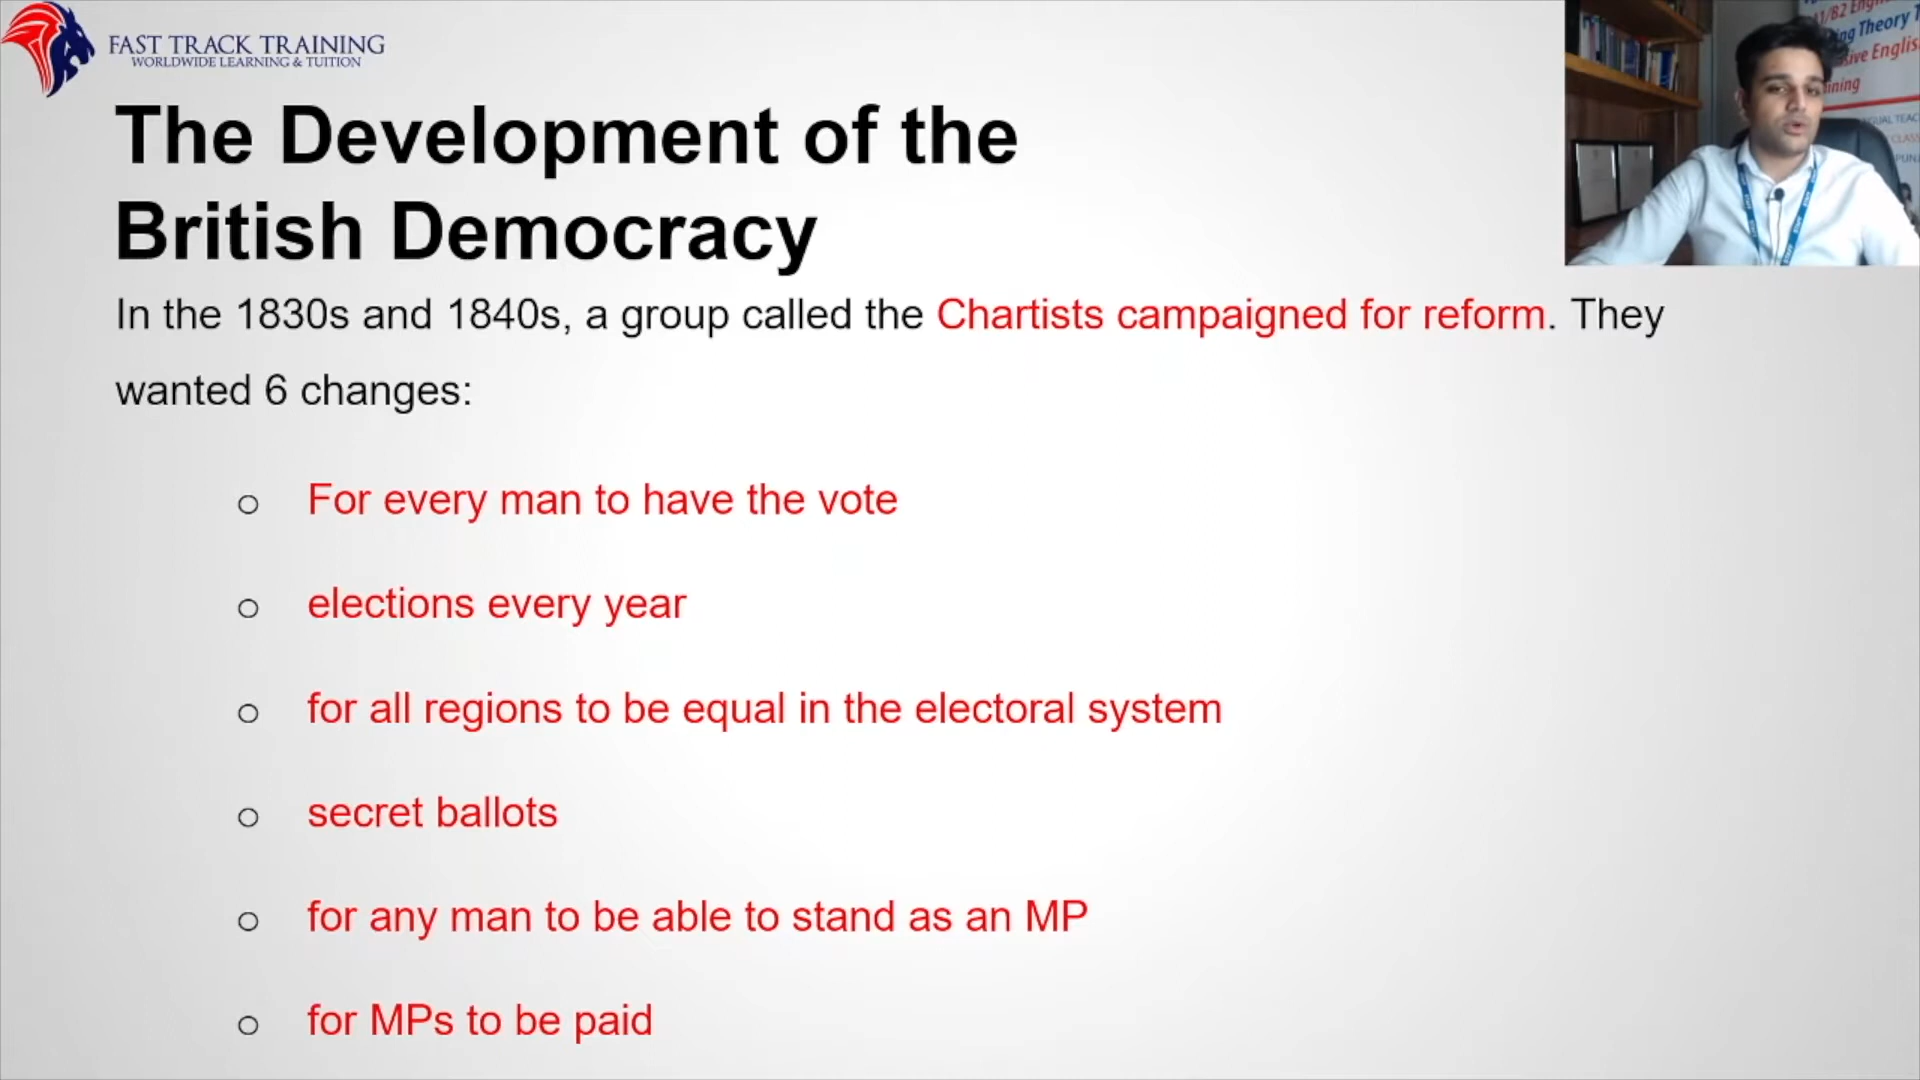 FAST TRACK TRAINING
WORLDWIDE LEARNING & TUITION
The Development of the
British Democracy
In the 1830s and 1840s, a group called the Chartists campaigned for reform. They
wanted 6 changes:
For every man to have the vote
elections every year
for all regions to be equal in the electoral system
secret ballots
for any man to be able to stand as an MP
for MPs to be paid